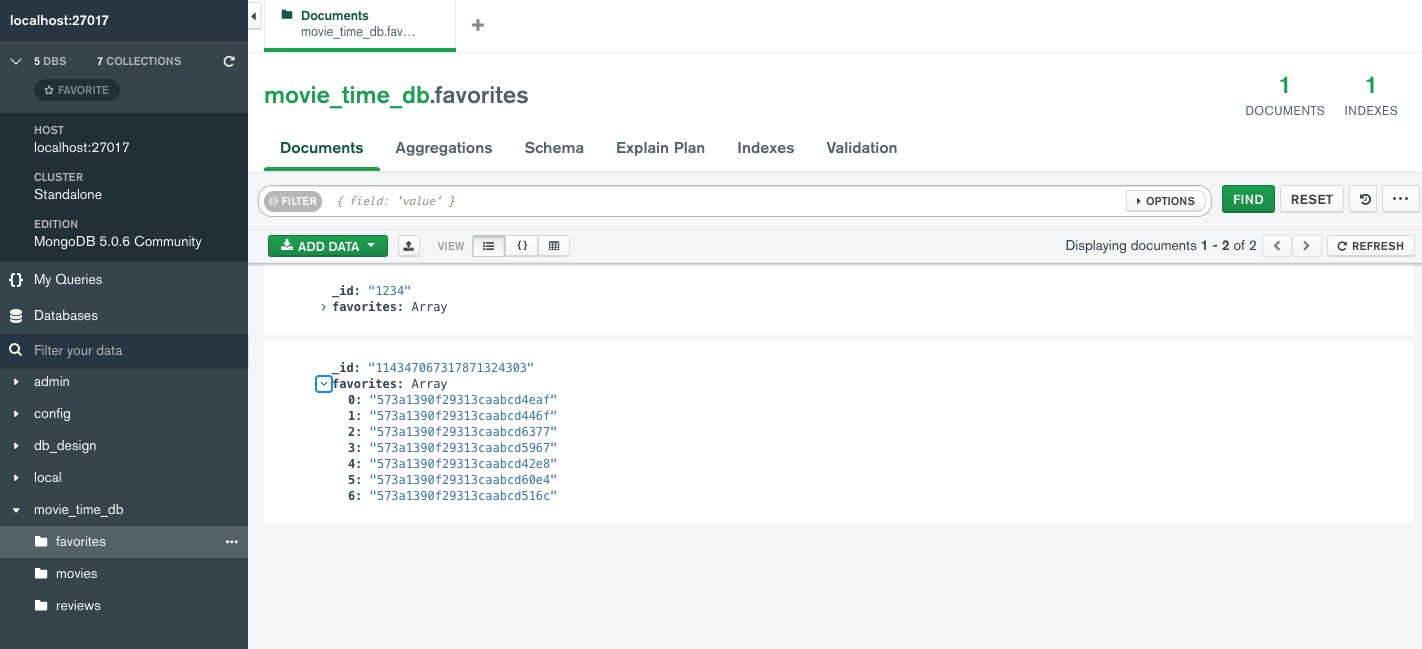 localhost:27017
5 DBS 7 COLLECTIONS
FAVORITE
HOST
localhost:27017
CLUSTER
Standalone
EDITION
MongoDB 5.0.6 Community
{} My Queries
Databases
Filter your data
admin
config
db_design
local
movie_time_db
favorites ...
movies
reviews
Documents
movie_time_db.fav...
+
movie_time_db.favorites
1 DOCUMENTS
1 INDEXES
Documents Aggregations Schema Explain Plan Indexes Validation
FILTER { field: 'value' } OPTIONS FIND RESET ...
ADD DATA VIEW {} Displaying documents 1 - 2 of 2 < > REFRESH
_id: "1234"
> favorites: Array
_id: "114347067317871324303"
favorites: Array
0: "573a1390f29313caabcd4eaf"
1: "573a1390f29313caabcd446f"
2: "573a1390f29313caabcd6377"
3: "573a1390f29313caabcd5967"
4: "573a1390f29313caabcd42e8"
5: "573a1390f29313caabcd60e4"
6: "573a1390f29313caabcd516c"